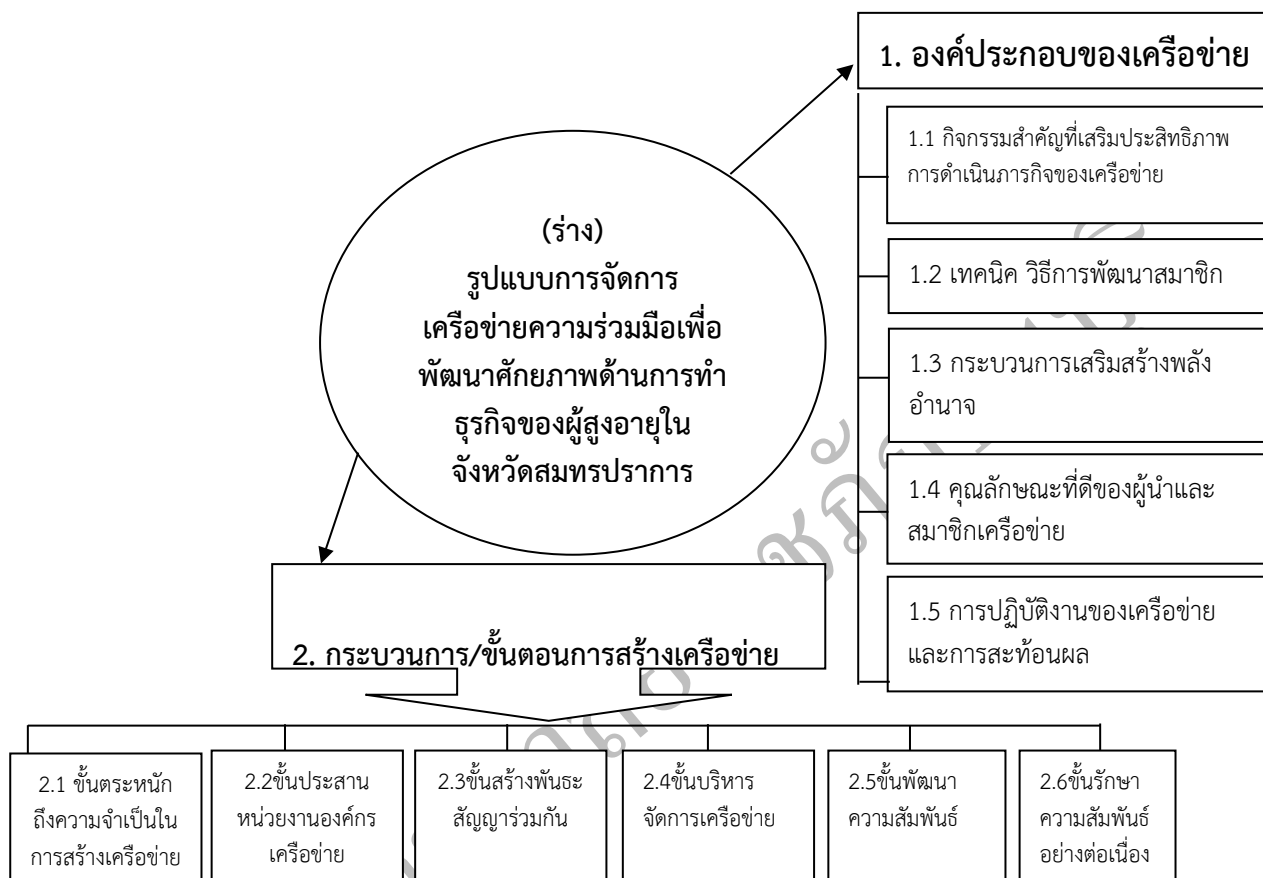 1. องค์ประกอบของเครือข่าย
1.1 กิจกรรมสำคัญที่เสริมประสิทธิภาพ
การดำเนินภารกิจของเครือข่าย
1.2 เทคนิค วิธีการพัฒนาสมาชิก
1.3 กระบวนการเสริมสร้างพลัง
อำนาจ
1.4 คุณลักษณะที่ดีของผู้นำและ
สมาชิกเครือข่าย
1.5 การปฏิบัติงานของเครือข่าย
และการสะท้อนผล
(ร่าง)
รูปแบบการจัดการ
เครือข่ายความร่วมมือเพื่อ
พัฒนาศักยภาพด้านการทำ
ธุรกิจของผู้สูงอายุใน
จังหวัดสมทรปราการ
2. กระบวนการ/ขั้นตอนการสร้างเครือข่าย
2.1 ขั้นตระหนัก
ถึงความจำเป็นใน
การสร้างเครือข่าย
2.2ขั้นประสาน
หน่วยงานองค์กร
เครือข่าย
2.3ขั้นสร้างพันธะ
สัญญาร่วมกัน
2.4ขั้นบริหาร
จัดการเครือข่าย
2.5ขั้นพัฒนา
ความสัมพันธ์
2.6ขั้นรักษา
ความสัมพันธ์
อย่างต่อเนื่อง